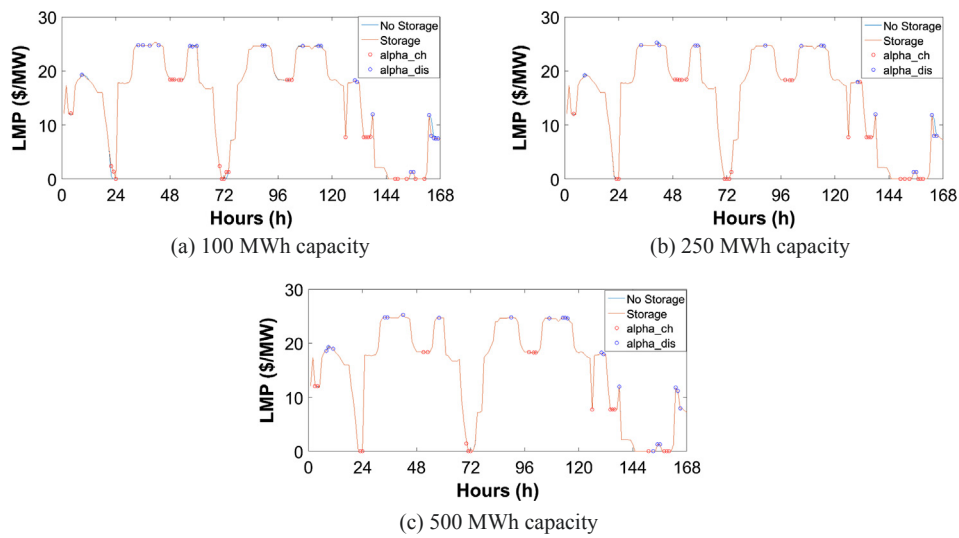 30
20
10
0
LMP ($/MW)
0 24 48 72 96 120 144 168
Hours (h)
No Storage
Storage
alpha_ch
alpha_dis
(a) 100 MWh capacity
30
20
10
0
LMP ($/MW)
0 24 48 72 96 120 144 168
Hours (h)
No Storage
Storage
alpha_ch
alpha_dis
(b) 250 MWh capacity
30
20
10
0
LMP ($/MW)
0 24 48 72 96 120 144 168
Hours (h)
No Storage
Storage
alpha_ch
alpha_dis
(c) 500 MWh capacity